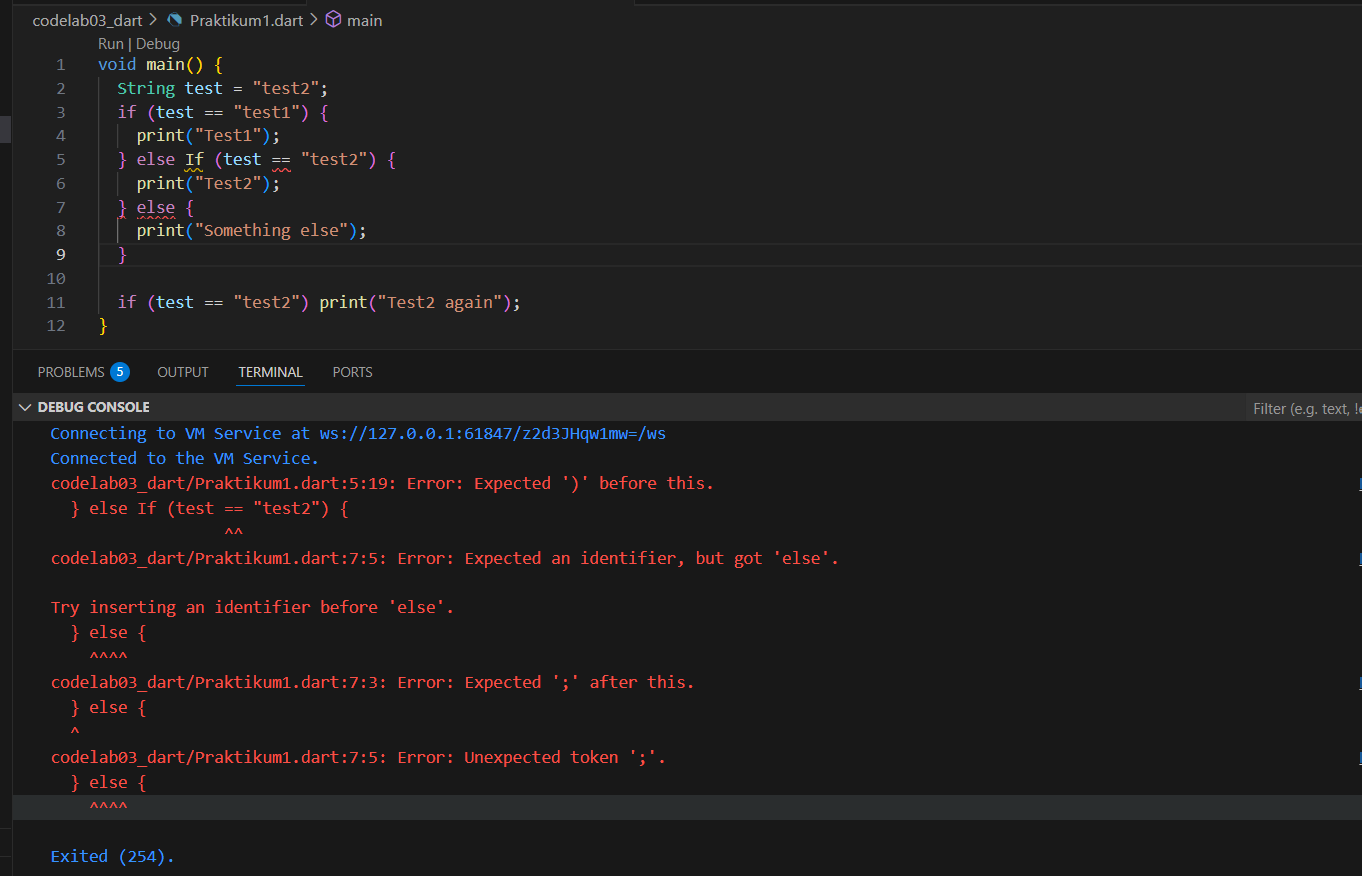 codelab03_dart > Praktikum1.dart > main
Run | Debug
1 void main() {
2   String test = "test2";
3   if (test == "test1") {
4     print("Test1");
5   } else If (test == "test2") {
6     print("Test2");
7   } else {
8     print("Something else");
9   }
10
11   if (test == "test2") print("Test2 again");
12 }
PROBLEMS 5 OUTPUT TERMINAL PORTS
DEBUG CONSOLE Filter (e.g. text, !e
Connecting to VM Service at ws://127.0.0.1:61847/z2d3JHqw1mw=/ws
Connected to the VM Service.
codelab03_dart/Praktikum1.dart:5:19: Error: Expected ')' before this.
  } else If (test == "test2") {
                  ^^
codelab03_dart/Praktikum1.dart:7:5: Error: Expected an identifier, but got 'else'.
Try inserting an identifier before 'else'.
  } else {
    ^^^^
codelab03_dart/Praktikum1.dart:7:3: Error: Expected ';' after this.
  } else {
  ^
codelab03_dart/Praktikum1.dart:7:5: Error: Unexpected token ';'.
  } else {
    ^^^^
Exited (254).